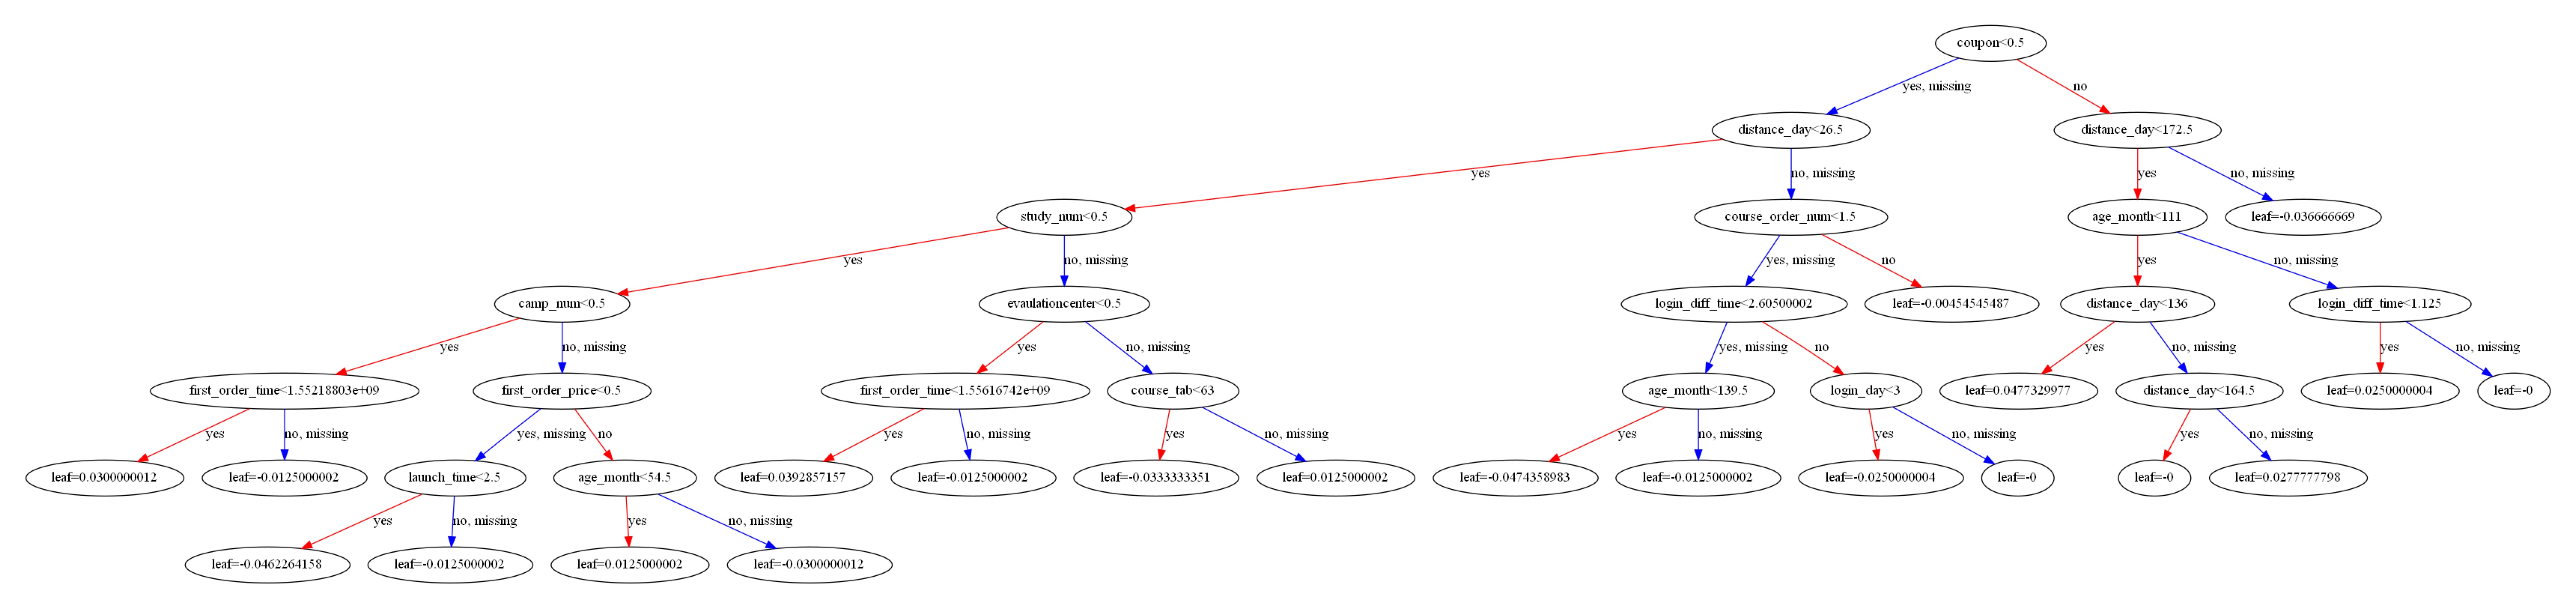 coupon<0.5
yes, missing
no
distance_day<26.5
distance_day<172.5
yes
no, missing
yes
no, missing
study_num<0.5
course_order_num<1.5
age_month<111
leaf=-0.036666669
yes
no, missing
yes, missing
no
yes
no, missing
camp_num<0.5
evaulationcenter<0.5
login_diff_time<2.60500002
leaf=-0.00454545487
distance_day<136
login_diff_time<1.125
yes
no, missing
yes
no, missing
yes, missing
no
yes
no, missing
yes
no, missing
first_order_time<1.55218803e+09
first_order_price<0.5
first_order_time<1.55616742e+09
course_tab<63
age_month<139.5
login_day<3
leaf=0.0477329977
distance_day<164.5
leaf=0.0250000004
leaf=-0
yes
no, missing
yes, missing
no
yes
no, missing
yes
no, missing
yes
no, missing
yes
no, missing
yes
no, missing
leaf=0.0300000012
leaf=-0.0125000002
launch_time<2.5
age_month<54.5
leaf=0.0392857157
leaf=-0.0125000002
leaf=-0.0333333351
leaf=0.0125000002
leaf=-0.0474358983
leaf=-0.0125000002
leaf=-0.0250000004
leaf=-0
leaf=-0
leaf=0.0277777798
yes
no, missing
yes
no, missing
leaf=-0.0462264158
leaf=-0.0125000002
leaf=0.0125000002
leaf=-0.0300000012